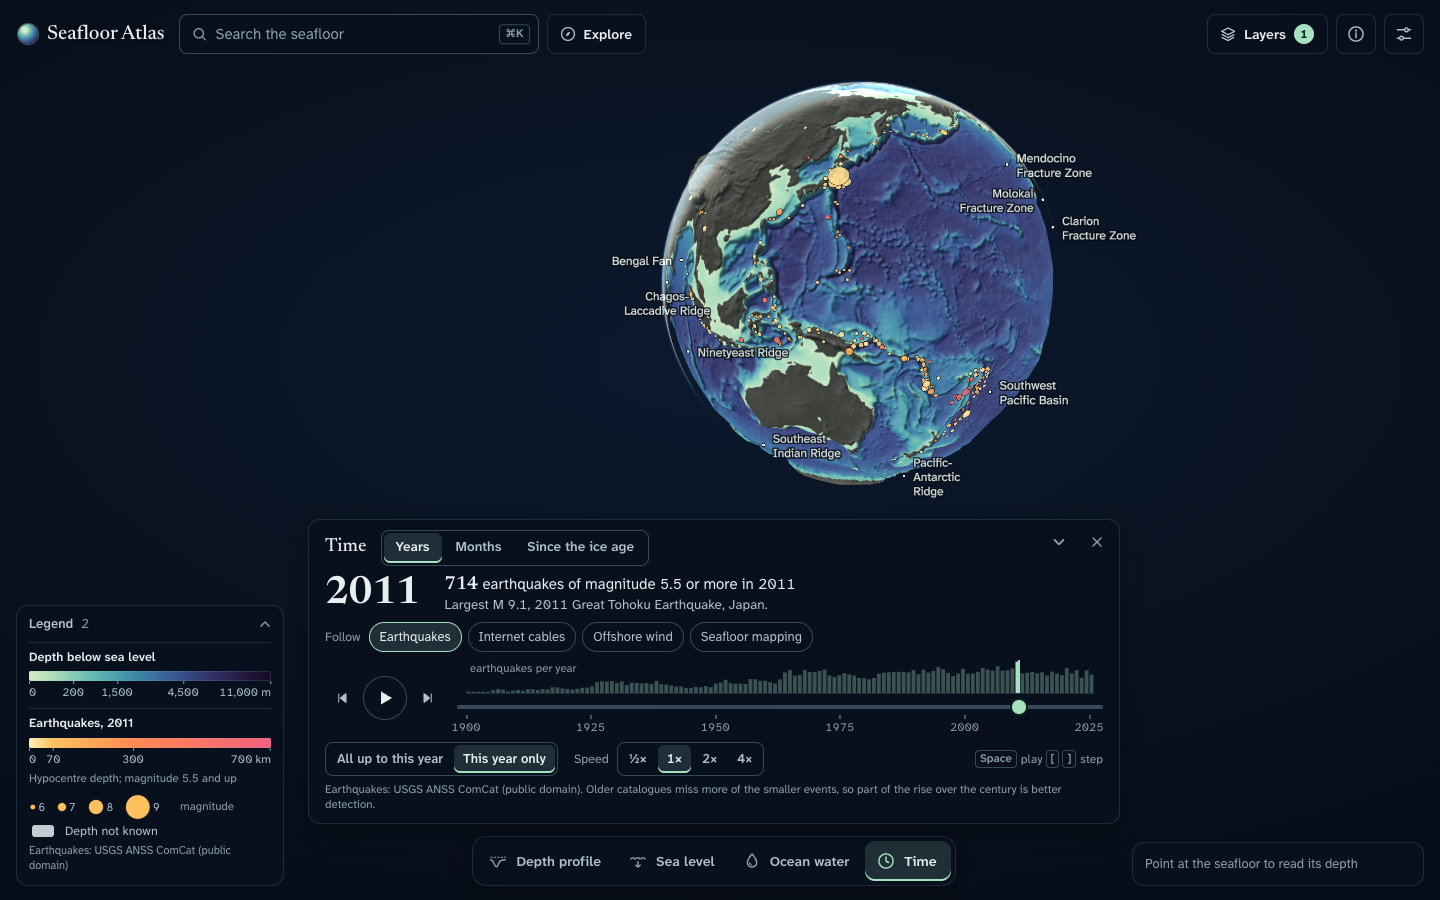 Seafloor Atlas
Search the seafloor
⌘K
Explore
Layers 1
Mendocino
Fracture Zone
Molokai
Fracture Zone
Clarion
Fracture Zone
Bengal Fan
Chagos-
Laccadive Ridge
Ninetyeast Ridge
Southwest
Pacific Basin
Southeast
Indian Ridge
Pacific-
Antarctic
Ridge
Time
Years
Months
Since the ice age
2011
714 earthquakes of magnitude 5.5 or more in 2011
Largest M 9.1, 2011 Great Tohoku Earthquake, Japan.
Follow
Earthquakes
Internet cables
Offshore wind
Seafloor mapping
earthquakes per year
1900 1925 1950 1975 2000 2025
All up to this year
This year only
Speed
½× 1× 2× 4×
Space play [ ] step
Earthquakes: USGS ANSS ComCat (public domain). Older catalogues miss more of the smaller events, so part of the rise over the century is better
detection.
Legend 2
Depth below sea level
0 200 1,500 4,500 11,000 m
Earthquakes, 2011
0 70 300 700 km
Hypocentre depth; magnitude 5.5 and up
6 7 8 9 magnitude
Depth not known
Earthquakes: USGS ANSS ComCat (public
domain)
Depth profile
Sea level
Ocean water
Time
Point at the seafloor to read its depth